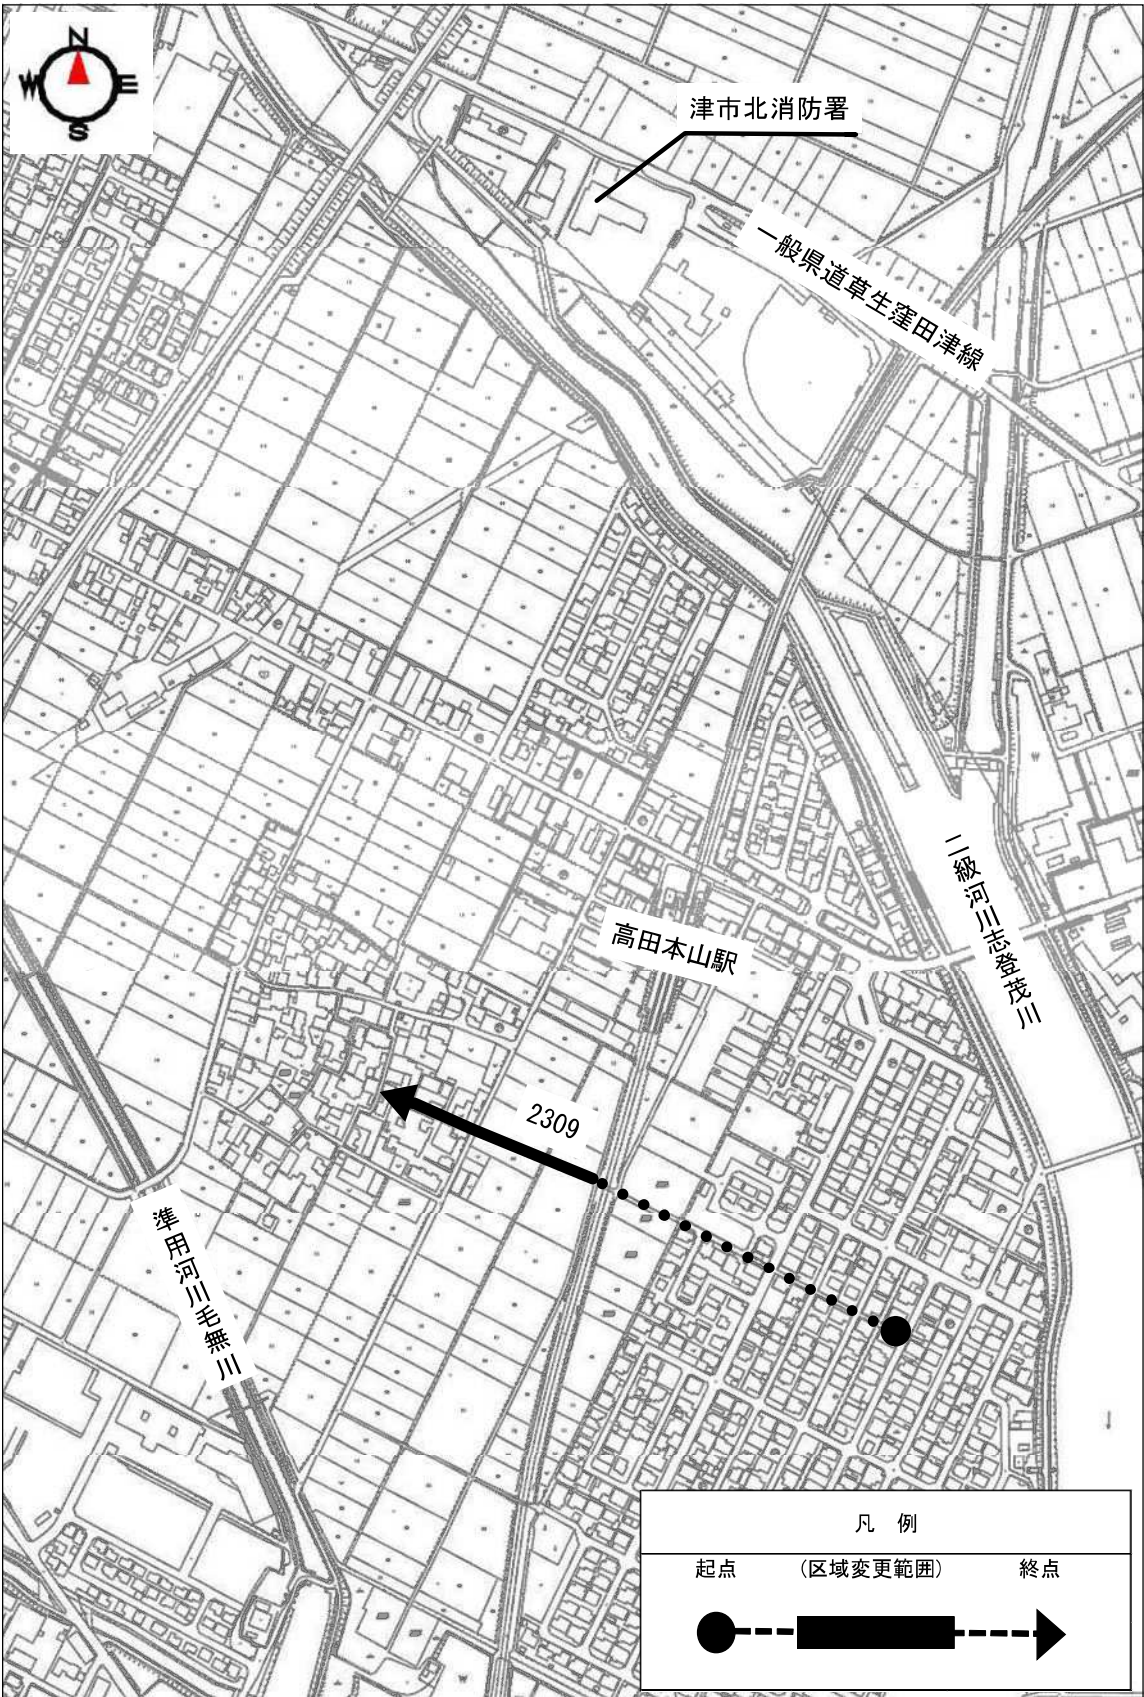 N
W E
S
津市北消防署
一般県道草生窪田津線
二級河川志登茂川
高田本山駅
2309
準用河川毛無川
凡 例
起点 (区域変更範囲) 終点